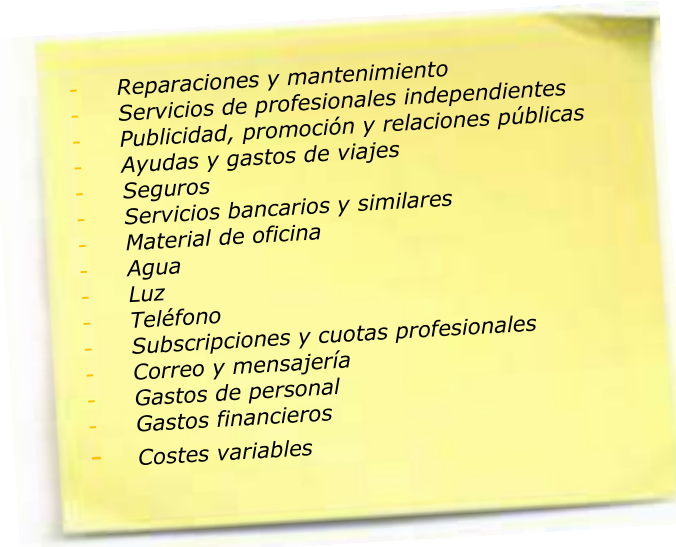 - Reparaciones y mantenimiento
- Servicios de profesionales independientes
- Publicidad, promoción y relaciones públicas
- Ayudas y gastos de viajes
- Seguros
- Servicios bancarios y similares
- Material de oficina
- Agua
- Luz
- Teléfono
- Subscripciones y cuotas profesionales
- Correo y mensajería
- Gastos de personal
- Gastos financieros
- Costes variables